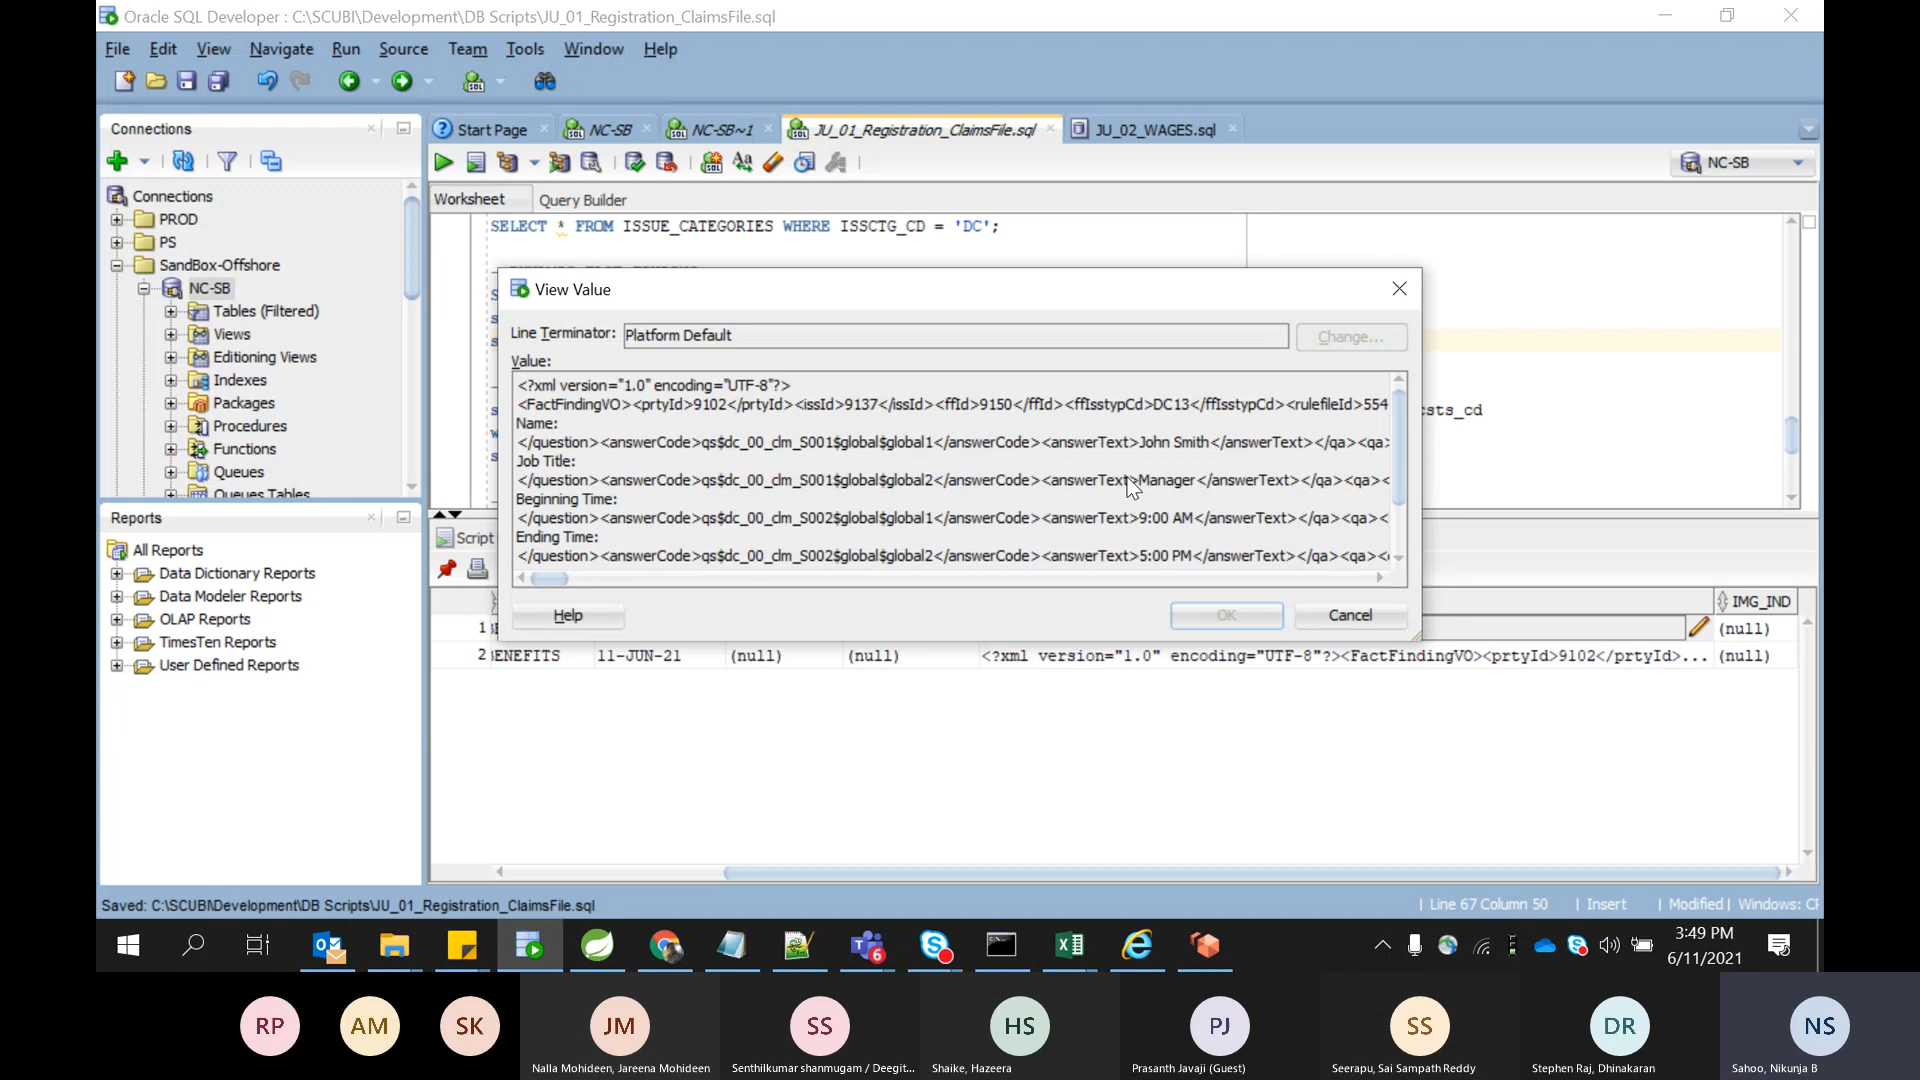 Oracle SQL Developer : C:\SCUBI\Development\DB Scripts\JU_01_Registration_ClaimsFile.sql
File Edit View Navigate Run Source Team Tools Window Help
Connections
Start Page
NC-SB
NC-SB~1
JU_01_Registration_ClaimsFile.sql
JU_02_WAGES.sql
NC-SB
Worksheet Query Builder
Connections
PROD
PS
SandBox-Offshore
NC-SB
Tables (Filtered)
Views
Editioning Views
Indexes
Packages
Procedures
Functions
Queues
Queues Tables
SELECT * FROM ISSUE_CATEGORIES WHERE ISSCTG_CD = 'DC';
csts_cd
View Value
Line Terminator: Platform Default
Change...
Value:
<?xml version="1.0" encoding="UTF-8"?>
<FactFindingVO><prtyId>9102</prtyId><issId>9137</issId><ffId>9150</ffId><ffIsstypCd>DC13</ffIsstypCd><rulefileId>554
Name:
</question><answerCode>qs$dc_00_clm_S001$global$global1</answerCode><answerText>John Smith</answerText></qa><qa>
Job Title:
</question><answerCode>qs$dc_00_clm_S001$global$global2</answerCode><answerText>Manager</answerText></qa><qa><
Beginning Time:
</question><answerCode>qs$dc_00_clm_S002$global$global1</answerCode><answerText>9:00 AM</answerText></qa><qa><
Ending Time:
</question><answerCode>qs$dc_00_clm_S002$global$global2</answerCode><answerText>5:00 PM</answerText></qa><qa><
Help OK Cancel
Reports
All Reports
Data Dictionary Reports
Data Modeler Reports
OLAP Reports
TimesTen Reports
User Defined Reports
Script
IMG_IND
1 (null)
2 ENEFITS 11-JUN-21 (null) (null) <?xml version="1.0" encoding="UTF-8"?><FactFindingVO><prtyId>9102</prtyId>... (null)
Saved: C:\SCUBI\Development\DB Scripts\JU_01_Registration_ClaimsFile.sql
Line 67 Column 50 | Insert | Modified | Windows: CF
3:49 PM
6/11/2021
6
RP AM SK JM SS HS PJ SS DR NS
Nalla Mohideen, Jareena Mohideen
Senthilkumar shanmugam / Deegit...
Shaike, Hazeera
Prasanth Javaji (Guest)
Seerapu, Sai Sampath Reddy
Stephen Raj, Dhinakaran
Sahoo, Nikunja B